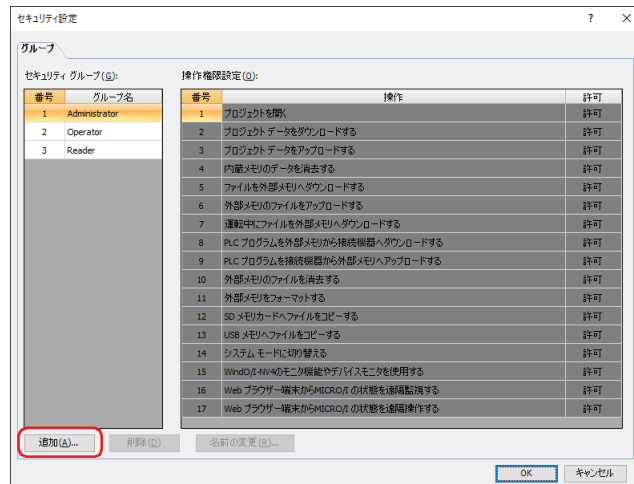 セキュリティ設定
? ×
グループ
セキュリティ グループ(G):
操作権限設定(O):
番号 グループ名
1 Administrator
2 Operator
3 Reader
番号 操作 許可
1 プロジェクトを開く 許可
2 プロジェクト データをダウンロードする 許可
3 プロジェクト データをアップロードする 許可
4 内蔵メモリのデータを消去する 許可
5 ファイルを外部メモリへダウンロードする 許可
6 外部メモリのファイルをアップロードする 許可
7 運転中にファイルを外部メモリへダウンロードする 許可
8 PLC プログラムを外部メモリから接続機器へダウンロードする 許可
9 PLC プログラムを接続機器から外部メモリへアップロードする 許可
10 外部メモリのファイルを消去する 許可
11 外部メモリをフォーマットする 許可
12 SD メモリカードへファイルをコピーする 許可
13 USB メモリへファイルをコピーする 許可
14 システム モードに切り替える 許可
15 WindO/I-NV4のモニタ機能やデバイスモニタを使用する 許可
16 Web ブラウザー端末からMICRO/I の状態を遠隔監視する 許可
17 Web ブラウザー端末からMICRO/I の状態を遠隔操作する 許可
追加(A)... 削除(D) 名前の変更(R)...
OK キャンセル